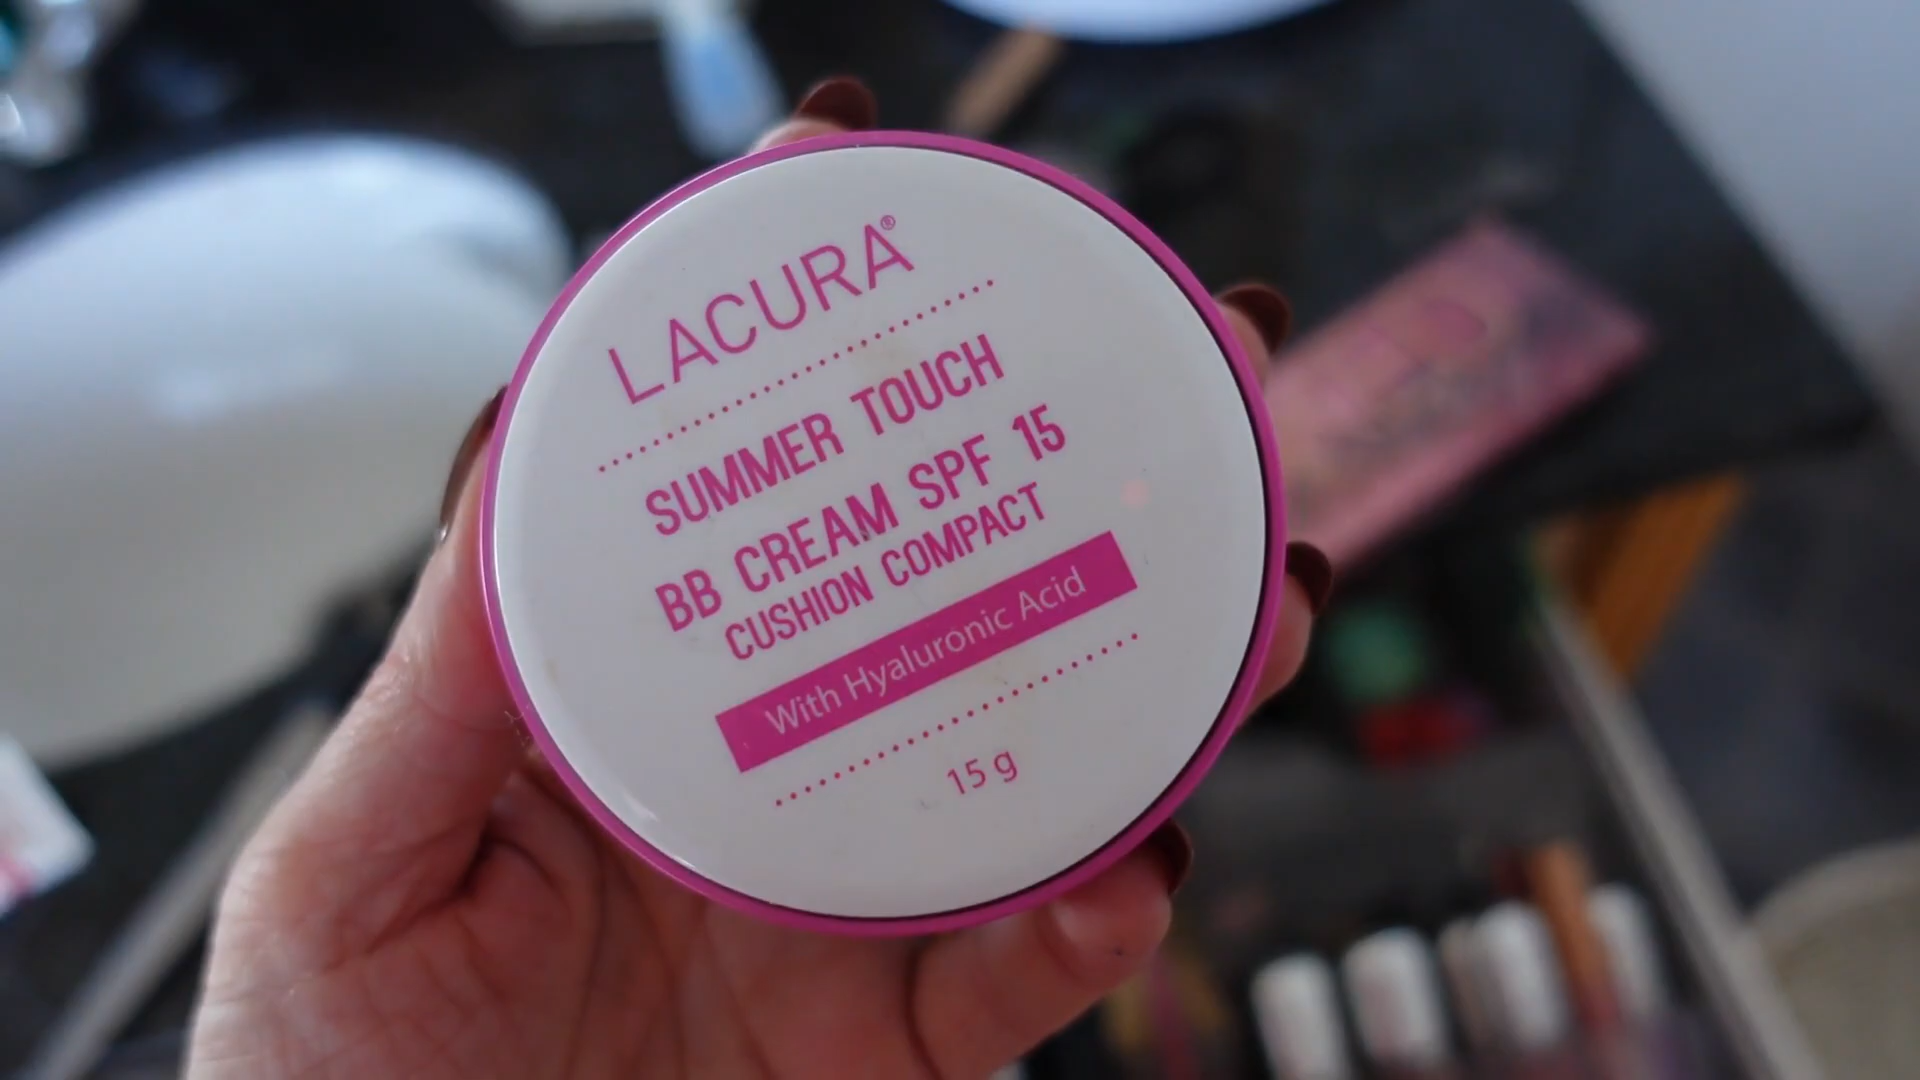 LACURA®
SUMMER TOUCH
BB CREAM SPF 15
CUSHION COMPACT
With Hyaluronic Acid
15 g